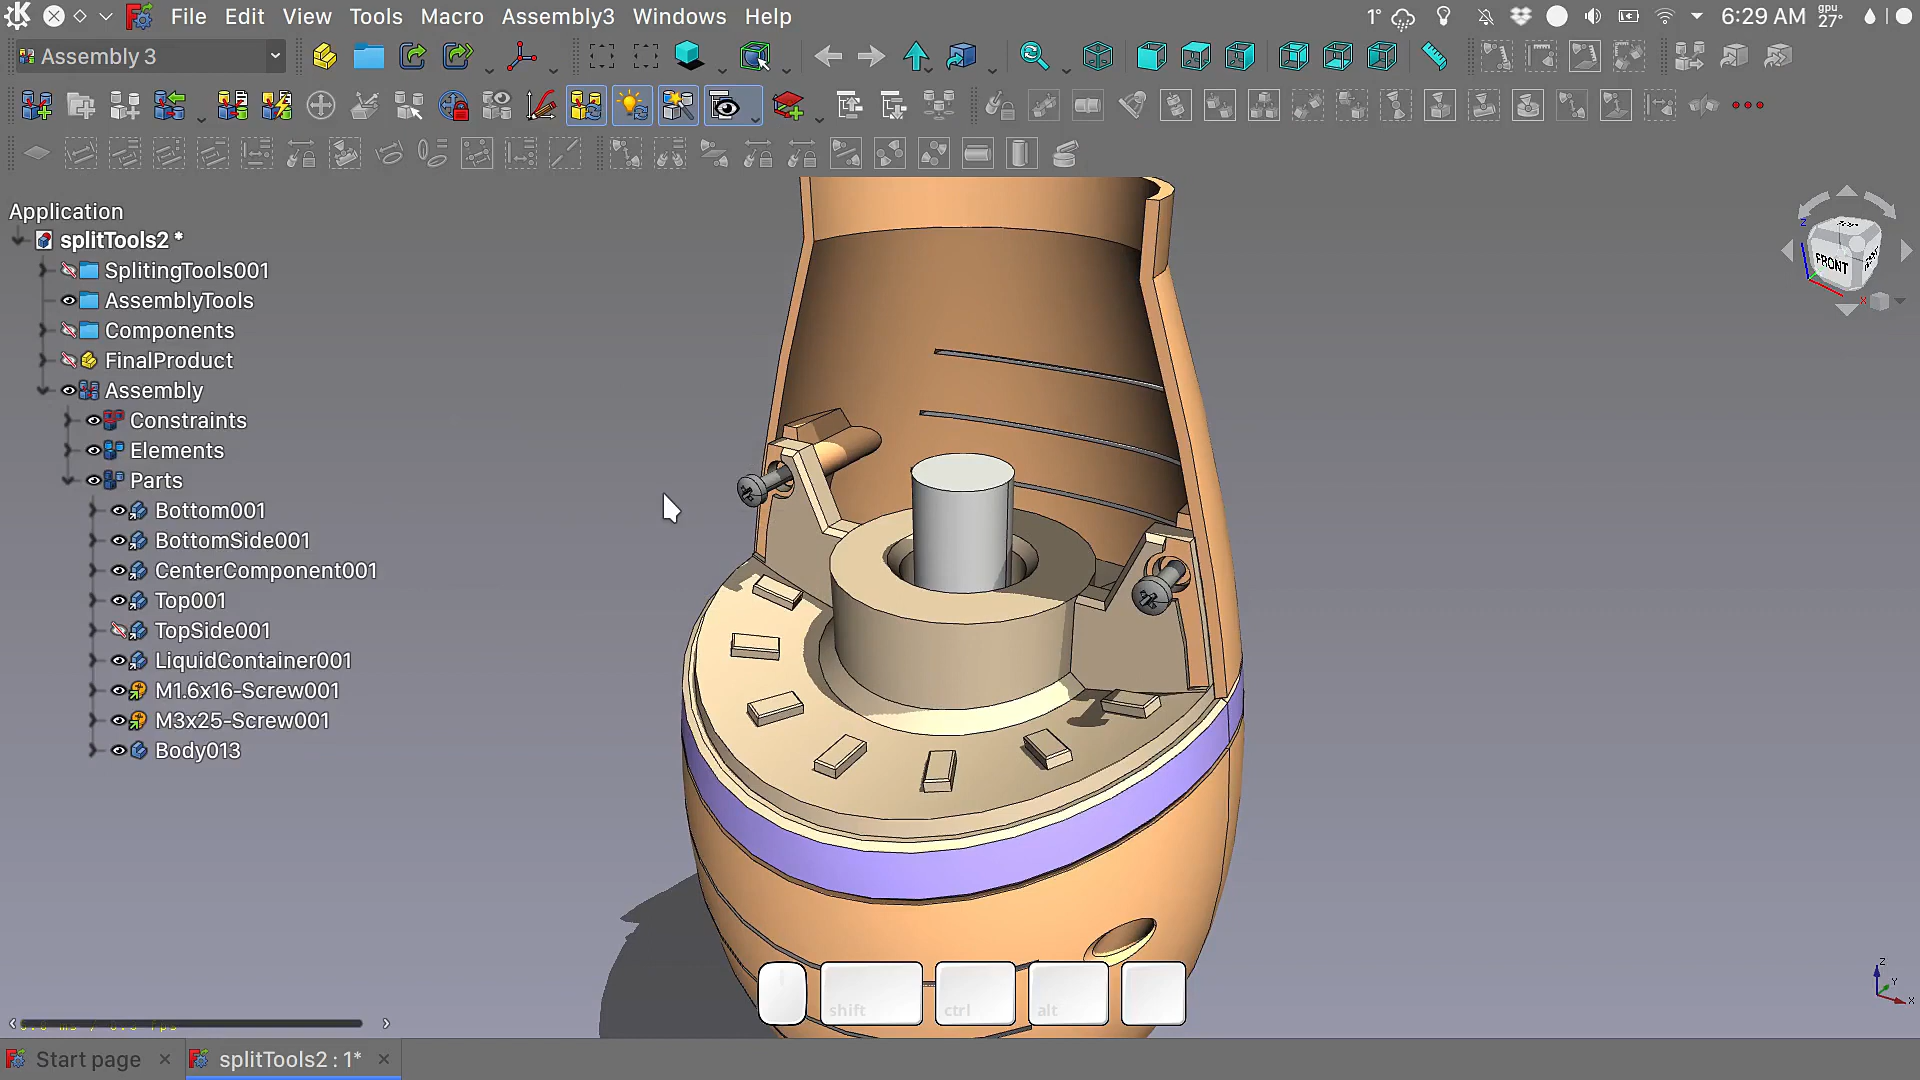 File Edit View Tools Macro Assembly3 Windows Help 1° 6:29 AM gpu 27°
Assembly 3
Application
splitTools2 *
SplitingTools001
AssemblyTools
Components
FinalProduct
Assembly
Constraints
Elements
Parts
Bottom001
BottomSide001
CenterComponent001
Top001
TopSide001
LiquidContainer001
M1.6x16-Screw001
M3x25-Screw001
Body013
FRONT
Z
X
shift ctrl alt
Z
Y
X
Start page splitTools2 : 1*